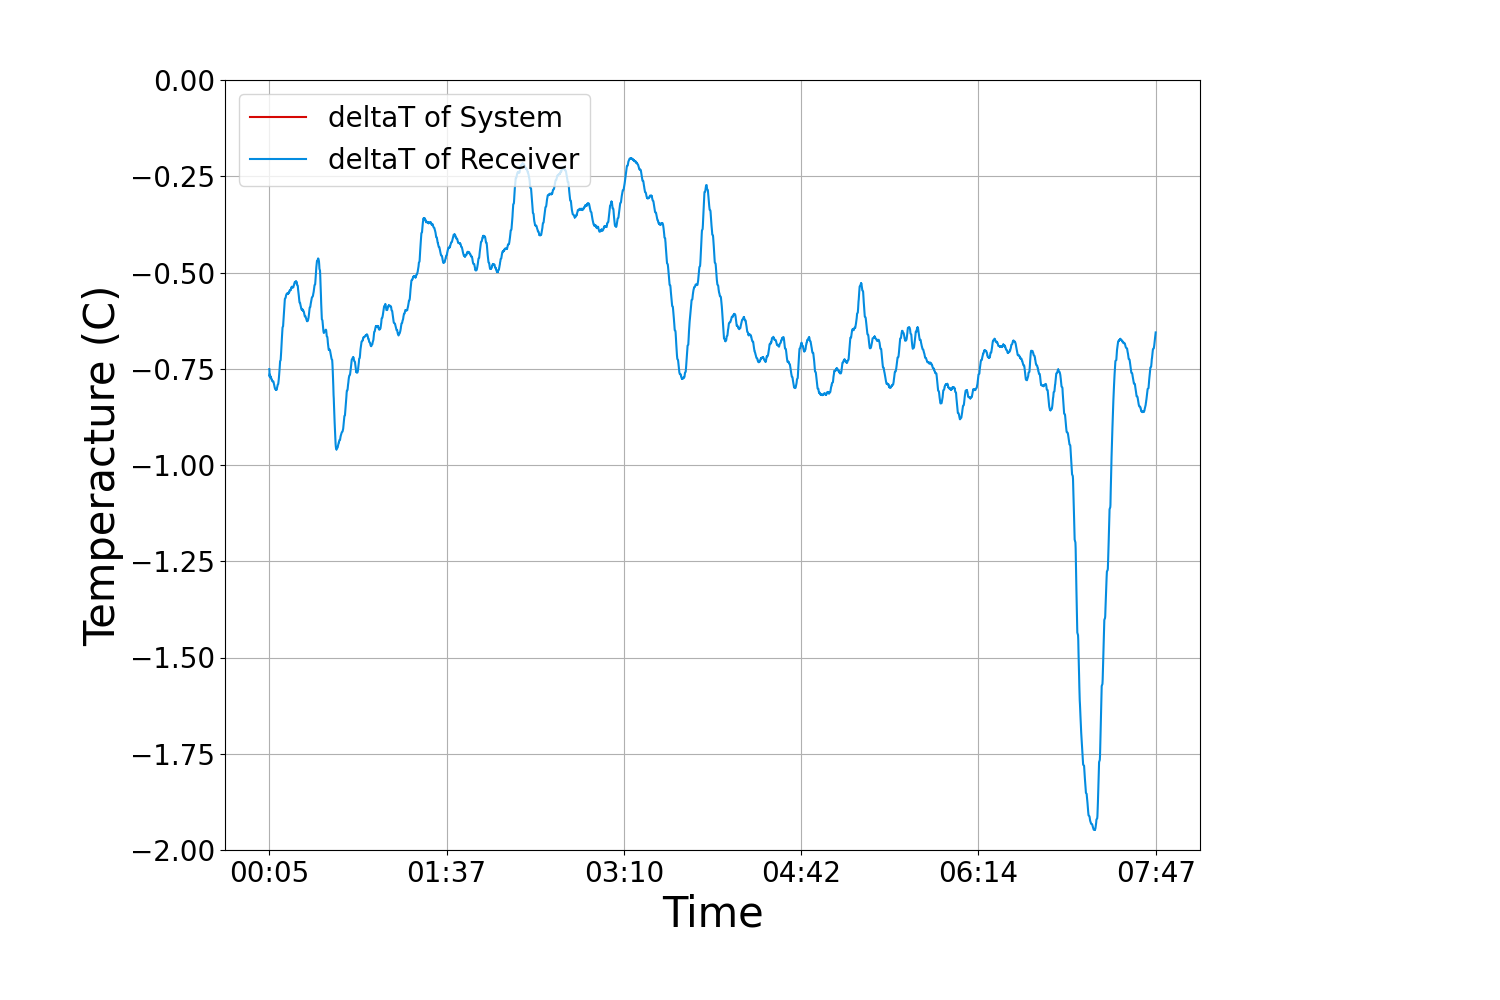 0.00
−0.25
−0.50
−0.75
−1.00
−1.25
−1.50
−1.75
−2.00
Temperacture (C)
deltaT of System
deltaT of Receiver
00:05 01:37 03:10 04:42 06:14 07:47
Time